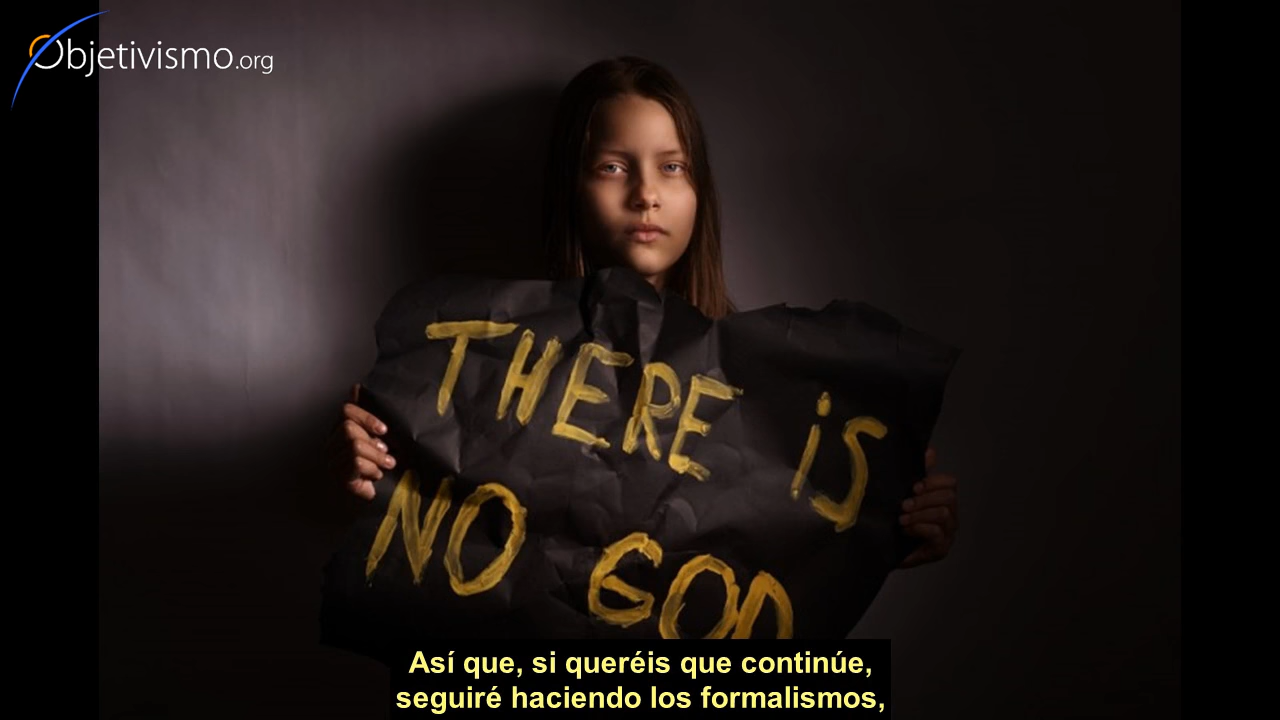 Objetivismo.org
THERE iS
NO GOD
Así que, si queréis que continúe,
seguiré haciendo los formalismos,